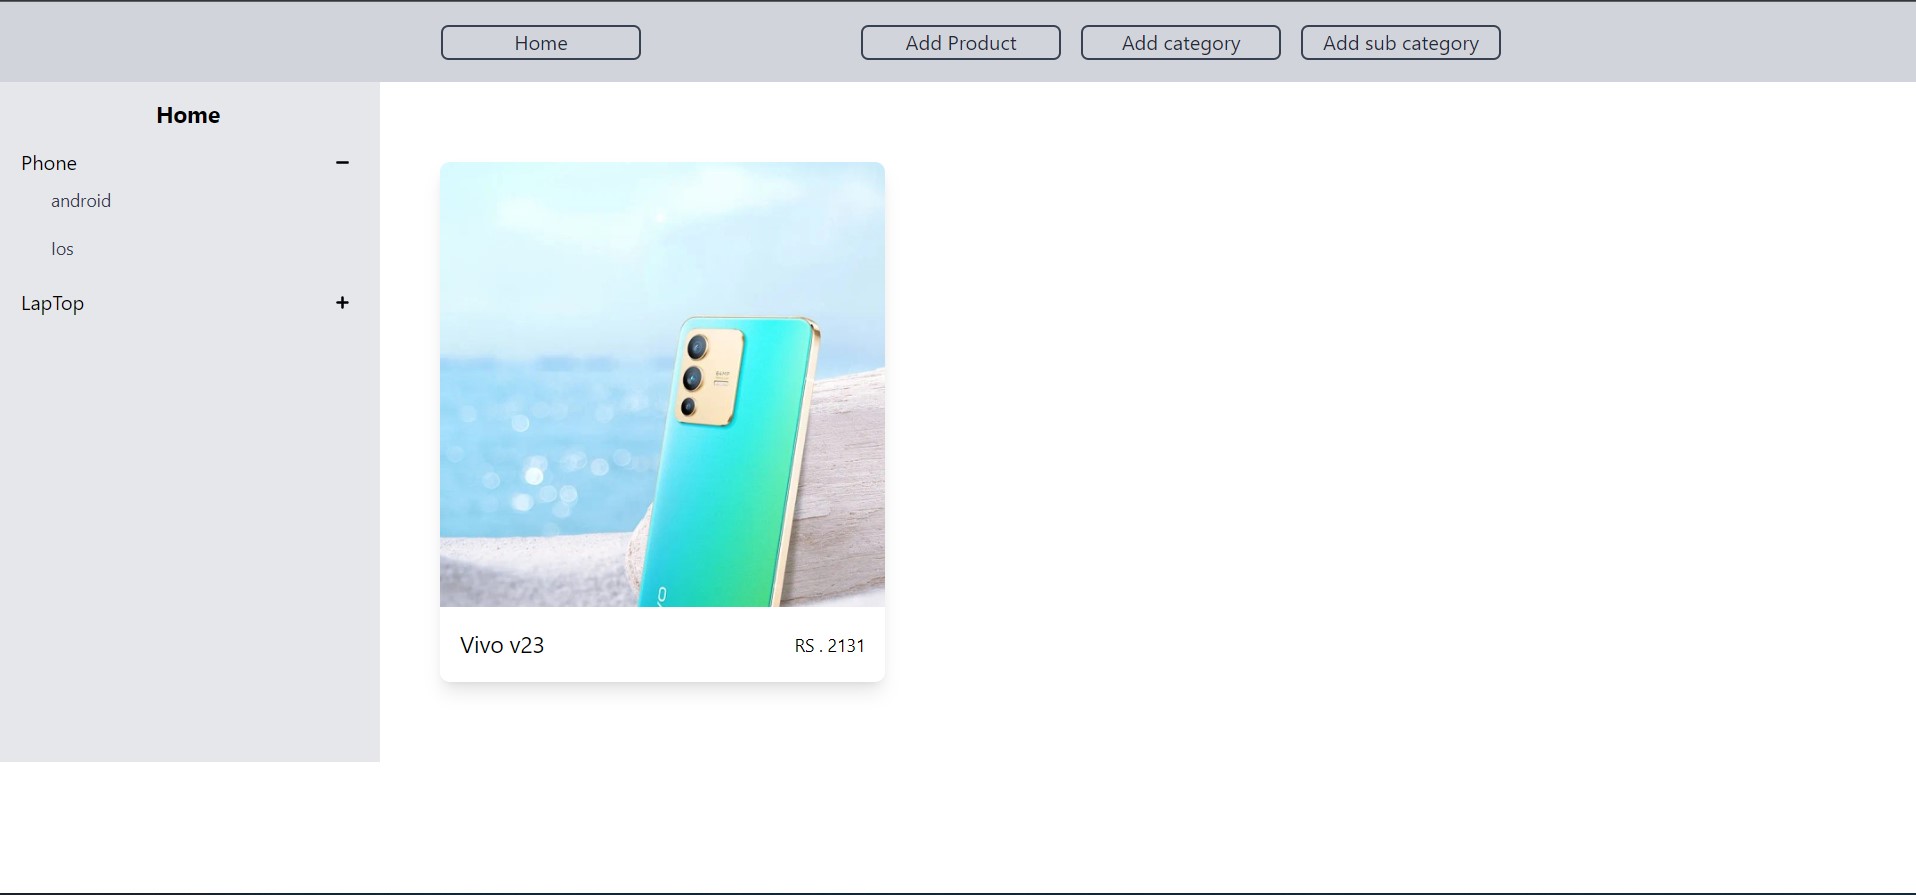 Home
Add Product
Add category
Add sub category
Home
Phone
android
Ios
LapTop
Vivo v23
RS . 2131